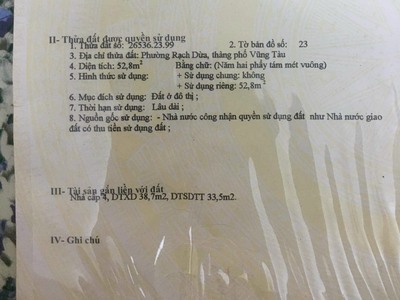 II- Thửa đất được quyền sử dụng
1. Thửa đất số: 26536.23.99 2. Tờ bản đồ số: 23
3. Địa chỉ thửa đất: Phường Rạch Dừa, thàng phố Vũng Tâu
4. Diện tích: 52,8m² Bằng chữ: (Năm hai phẩy tám mét vuông)
5. Hình thức sử dụng: + Sử dụng chung: không
+ Sử dụng riêng: 52,8m²
6. Mục đích sử dụng: Đất ở đô thị ;
7. Thời hạn sử dụng: Lâu dài ;
8. Nguồn gốc sử dụng: - Nhà nước công nhận quyền sử dụng đất như Nhà nước giao
đất có thu tiền sử dụng đất ;
III- Tài sản gắn liền với đất
Nhà cấp 4, DTXD 38,7m2, DTSDTT 33,5m2.
IV- Ghi chú